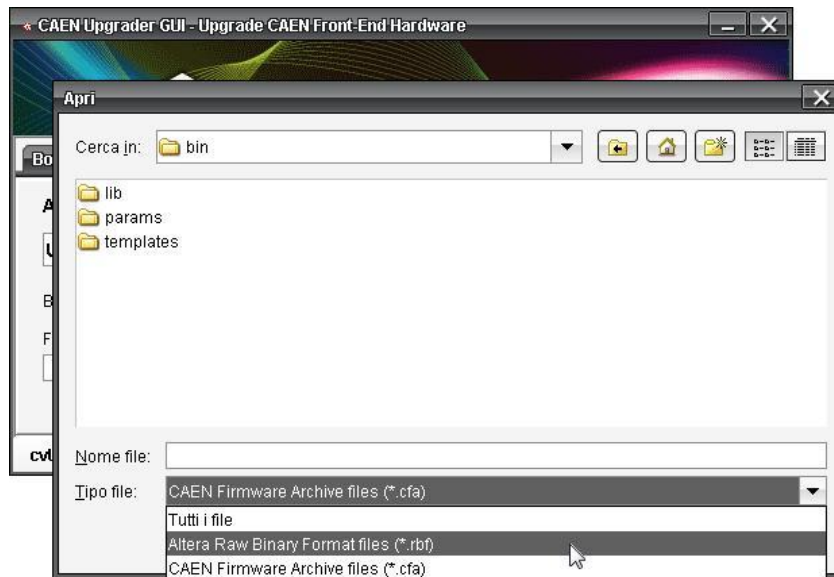 CAEN Upgrader GUI - Upgrade CAEN Front-End Hardware
Apri
Cerca in: bin
lib
params
templates
Nome file:
Tipo file: CAEN Firmware Archive files (*.cfa)
Tutti i file
Altera Raw Binary Format files (*.rbf)
CAEN Firmware Archive files (*.cfa)